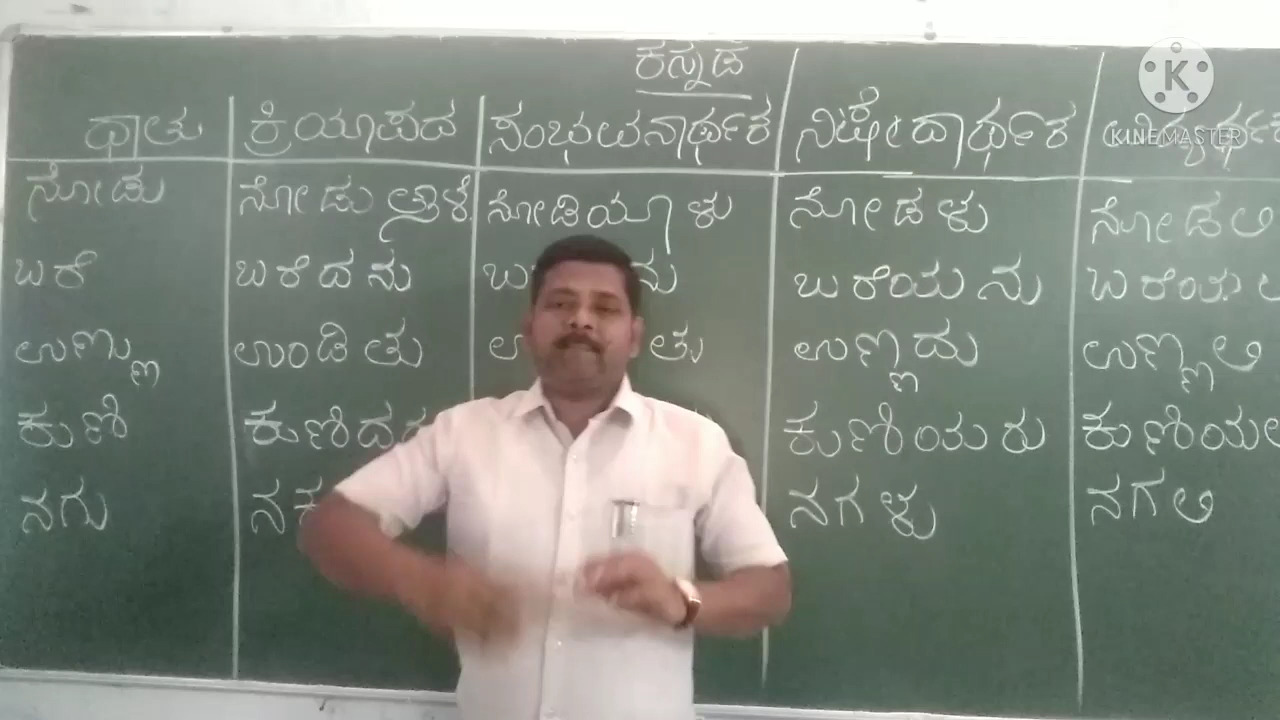 ಕನ್ನಡ
ಧಾತು ಕ್ರಿಯಾಪದ ಸಂಭಾವನಾರ್ಥಕ ನಿಷೇದಾರ್ಥಕ
ನೋಡು ನೋಡುತ್ತಾಳೆ ನೋಡಿಯಾಳು ನೋಡಳು ನೋಡಲಿ
ಬರೆ ಬರೆದನು ಬರೆಯನು
ಉಣ್ಣು ಉಂಡಿತು ಉಣ್ಣದು ಉಣ್ಣಲಿ
ಕುಣಿ ಕುಣಿಯರು
ನಗು ನಗಳು ನಗಲಿ
K
KINEMASTER